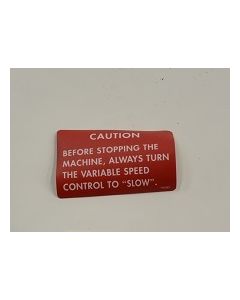 CAUTION
BEFORE STOPPING THE
MACHINE, ALWAYS TURN
THE VARIABLE SPEED
CONTROL TO “SLOW”.